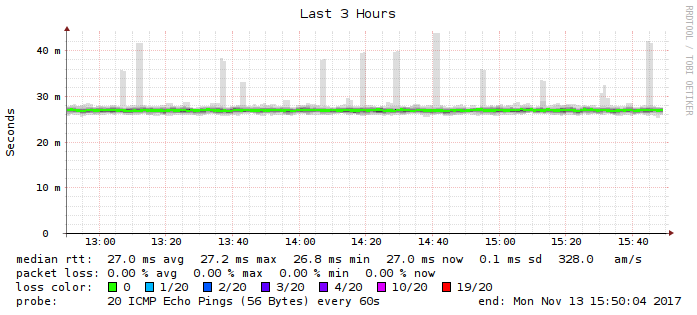 Last 3 Hours
RRDTOOL / TOBI OETIKER
Seconds
40 m
30 m
20 m
10 m
0
13:00 13:20 13:40 14:00 14:20 14:40 15:00 15:20 15:40
median rtt: 27.0 ms avg 27.2 ms max 26.8 ms min 27.0 ms now 0.1 ms sd 328.0 am/s
packet loss: 0.00 % avg 0.00 % max 0.00 % min 0.00 % now
loss color: 0 1/20 2/20 3/20 4/20 10/20 19/20
probe: 20 ICMP Echo Pings (56 Bytes) every 60s end: Mon Nov 13 15:50:04 2017